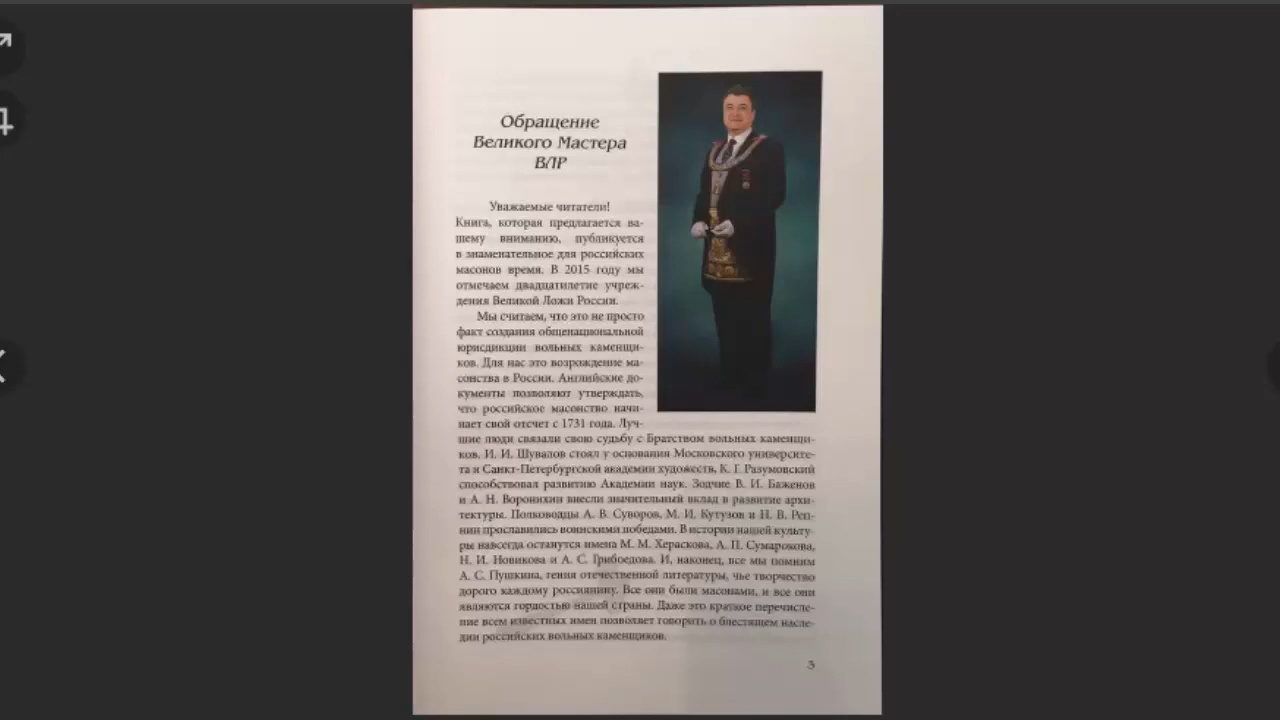 Обращение
Великого Мастера
ВЛР
Уважаемые читатели!
Книга, которая предлагается ва-
шему вниманию, публикуется
в знаменательное для российских
масонов время. В 2015 году мы
отмечаем двадцатилетие учреж-
дения Великой Ложи России.
Мы считаем, что это не просто
факт создания общенациональной
юрисдикции вольных каменщи-
ков. Для нас это возрождение ма-
сонства в России. Английские до-
кументы позволяют утверждать,
что российское масонство начи-
нает свой отсчет с 1731 года. Луч-
шие люди связали свою судьбу с Братством вольных каменщи-
ков. И. И. Шувалов стоял у основания Московского университе-
та и Санкт-Петербургской академии художеств, К. Г. Разумовский
способствовал развитию Академии наук. Зодчие В. И. Баженов
и А. Н. Воронихин внесли значительный вклад в развитие архи-
тектуры. Полководцы А. В. Суворов, М. И. Кутузов и Н. В. Реп-
нин прославились воинскими победами. В истории нашей культу-
ры навсегда останутся имена М. М. Хераскова, А. П. Сумарокова,
Н. И. Новикова и А. С. Грибоедова. И, наконец, все мы помним
А. С. Пушкина, гения отечественной литературы, чье творчество
дорого каждому россиянину. Все они были масонами, и все они
являются гордостью нашей страны. Даже это краткое перечисле-
ние всем известных имен позволяет говорить о блестящем насле-
дии российских вольных каменщиков.
3